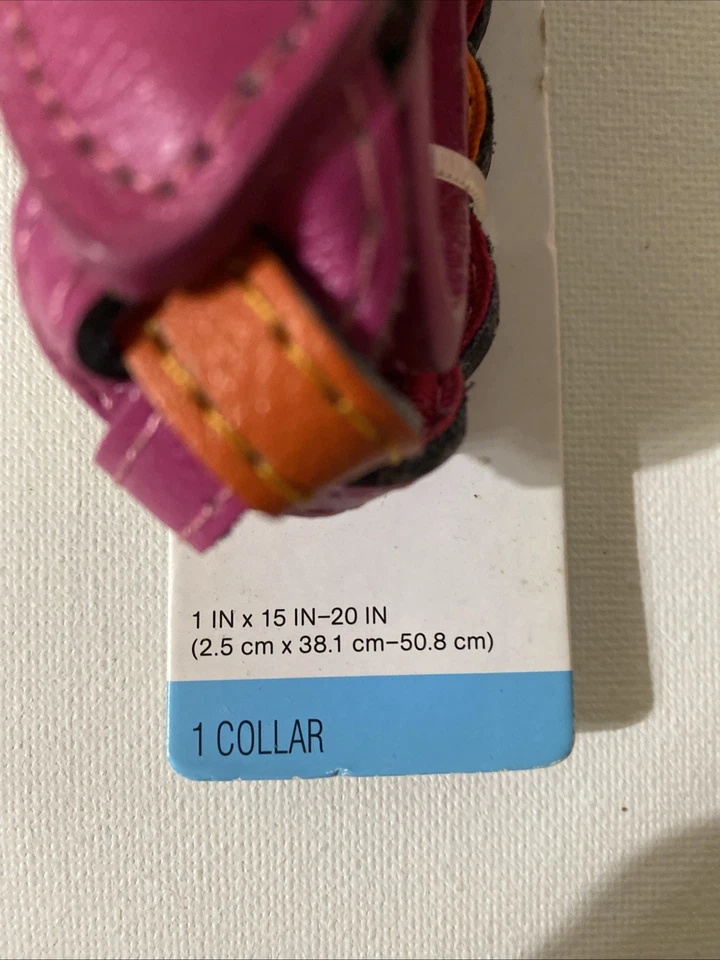 1 IN x 15 IN–20 IN
(2.5 cm x 38.1 cm–50.8 cm)
1 COLLAR